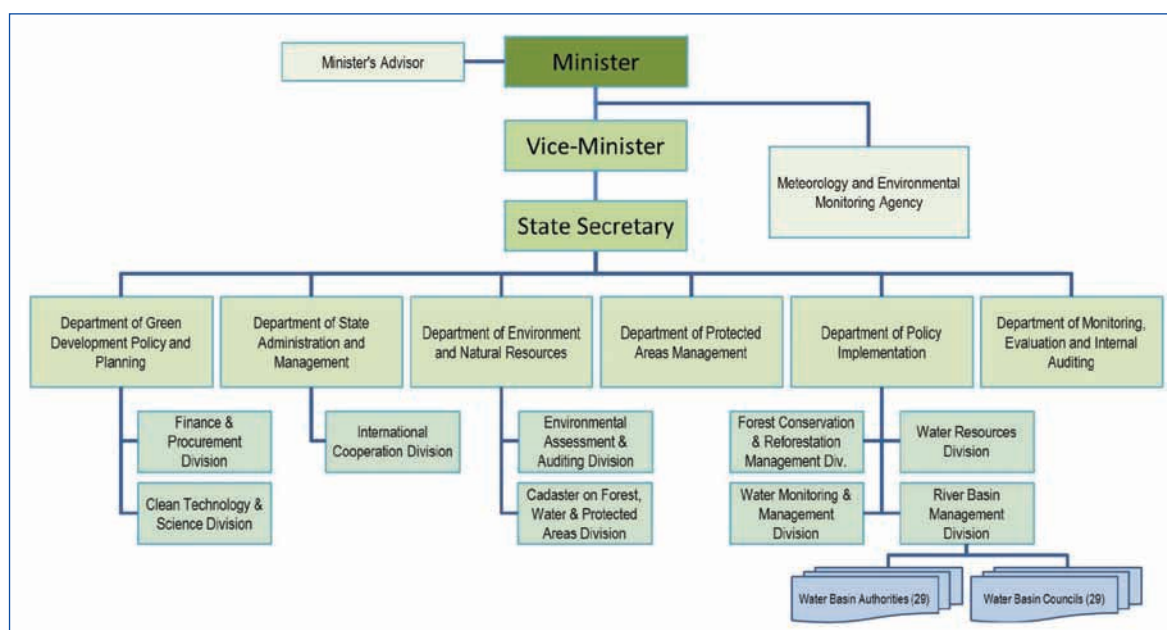 Minister's Advisor
Minister
Vice-Minister
Meteorology and Environmental
Monitoring Agency
State Secretary
Department of Green
Development Policy and
Planning
Department of State
Administration and
Management
Department of Environment
and Natural Resources
Department of Protected
Areas Management
Department of Policy
Implementation
Department of Monitoring,
Evaluation and Internal
Auditing
Finance &
Procurement
Division
International
Cooperation Division
Environmental
Assessment &
Auditing Division
Forest Conservation
& Reforestation
Management Div.
Water Resources
Division
Clean Technology &
Science Division
Cadaster on Forest,
Water & Protected
Areas Division
Water Monitoring &
Management
Division
River Basin
Management
Division
Water Basin Authorities (29)
Water Basin Councils (29)